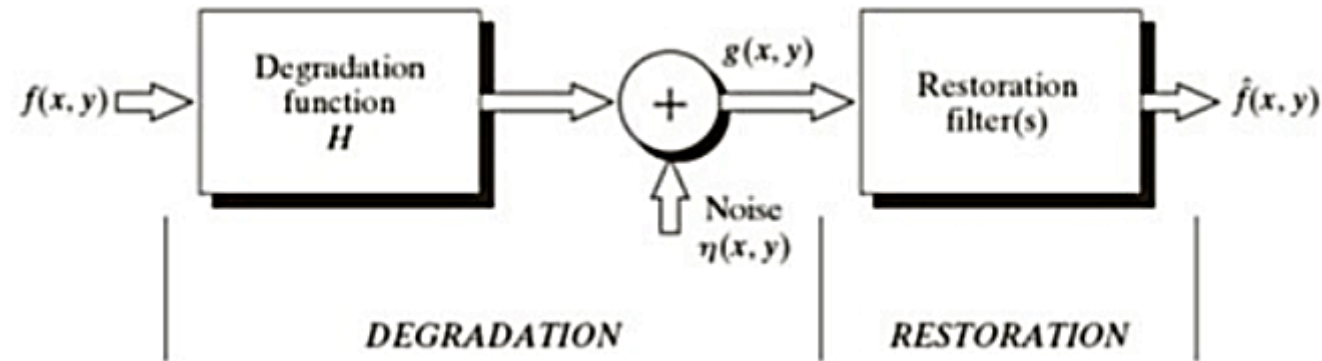 f(x, y)
Degradation
function
H
+
g(x, y)
Noise
η(x, y)
Restoration
filter(s)
f̂(x, y)
DEGRADATION
RESTORATION